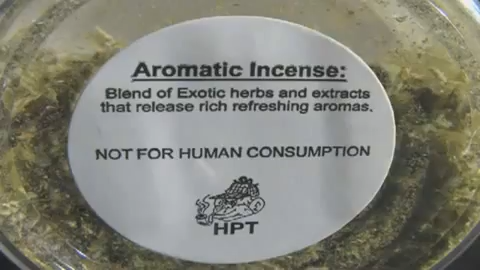 Aromatic Incense:
Blend of Exotic herbs and extracts
that release rich refreshing aromas.
NOT FOR HUMAN CONSUMPTION
HPT